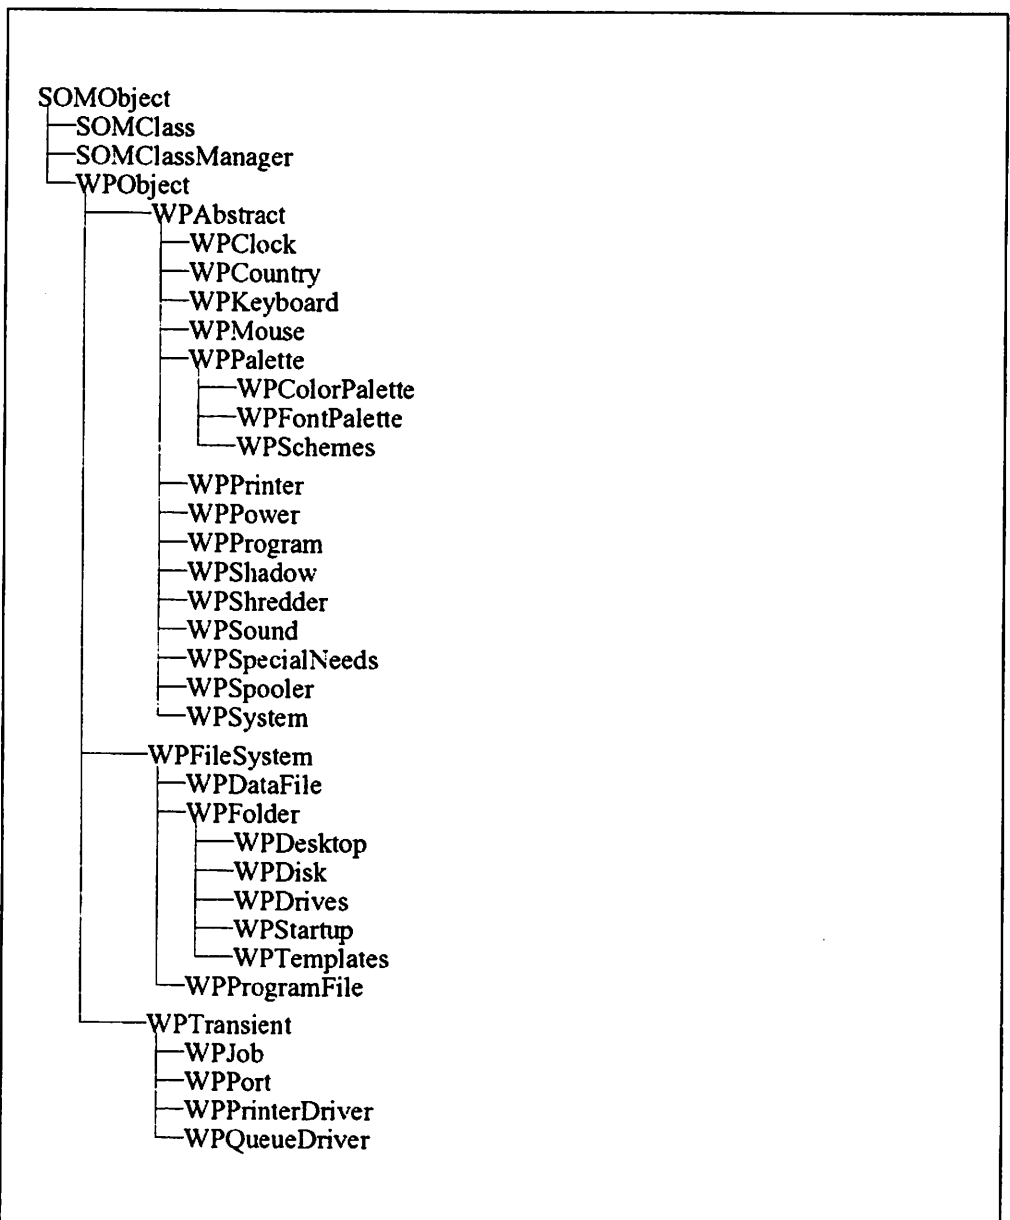 SOMObject
SOMClass
SOMClassManager
WPObject
WPAbstract
WPClock
WPCountry
WPKeyboard
WPMouse
WPPalette
WPColorPalette
WPFontPalette
WPSchemes
WPPrinter
WPPower
WPProgram
WPShadow
WPShredder
WPSound
WPSpecialNeeds
WPSpooler
WPSystem
WPFileSystem
WPDataFile
WPFolder
WPDesktop
WPDisk
WPDrives
WPStartup
WPTemplates
WPProgramFile
WPTransient
WPJob
WPPort
WPPrinterDriver
WPQueueDriver